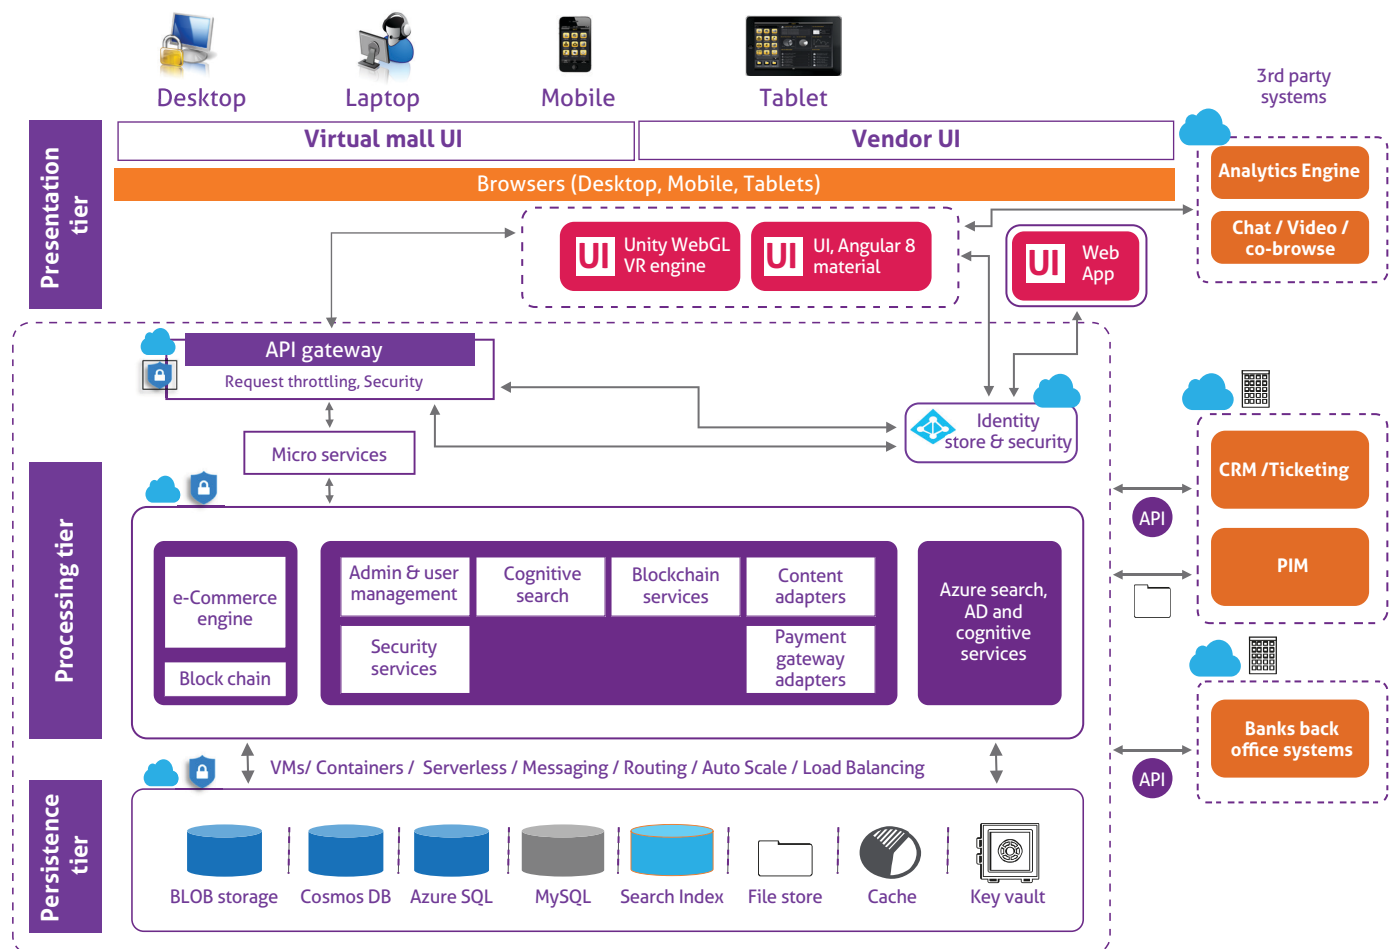 Desktop
Laptop
Mobile
Tablet
3rd party
systems
Presentation
tier
Virtual mall UI
Vendor UI
Browsers (Desktop, Mobile, Tablets)
Analytics Engine
Chat / Video /
co-browse
UI
Unity WebGL
VR engine
UI
UI, Angular 8
material
UI
Web
App
API gateway
Request throttling, Security
Micro services
Identity
store & security
Processing tier
e-Commerce
engine
Block chain
Admin & user
management
Cognitive
search
Blockchain
services
Content
adapters
Security
services
Payment
gateway
adapters
Azure search,
AD and
cognitive
services
CRM /Ticketing
API
PIM
Banks back
office systems
API
VMs/ Containers / Serverless / Messaging / Routing / Auto Scale / Load Balancing
Persistence
tier
BLOB storage
Cosmos DB
Azure SQL
MySQL
Search Index
File store
Cache
Key vault